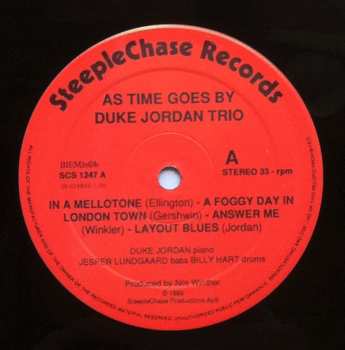 SteepleChase Records
AS TIME GOES BY
DUKE JORDAN TRIO
BIEM/ncb
SCS 1247 A
A
STEREO 33 - rpm
IN A MELLOTONE (Ellington) - A FOGGY DAY IN
LONDON TOWN (Gershwin) - ANSWER ME
(Winkler) - LAYOUT BLUES (Jordan)
DUKE JORDAN piano
JESPER LUNDGAARD bass BILLY HART drums
Produced by Nils Winther
SteepleChase Productions ApS